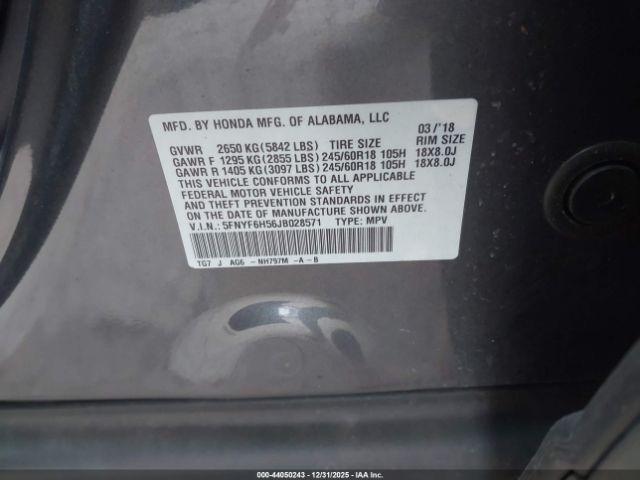 MFD. BY HONDA MFG. OF ALABAMA, LLC
03/'18
GVWR 2650 KG(5842 LBS) TIRE SIZE RIM SIZE
GAWR F 1295 KG(2855 LBS) 245/60R18 105H 18X8.0J
GAWR R 1405 KG(3097 LBS) 245/60R18 105H 18X8.0J
THIS VEHICLE CONFORMS TO ALL APPLICABLE
FEDERAL MOTOR VEHICLE SAFETY
AND THEFT PREVENTION STANDARDS IN EFFECT
ON THE DATE OF MANUFACTURE SHOWN ABOVE.
V.I.N.: 5FNYF6H56JB028571 TYPE: MPV
TG7 J AG6 -NH797M -A -B
000-44050243 - 12/31/2025 - IAA Inc.